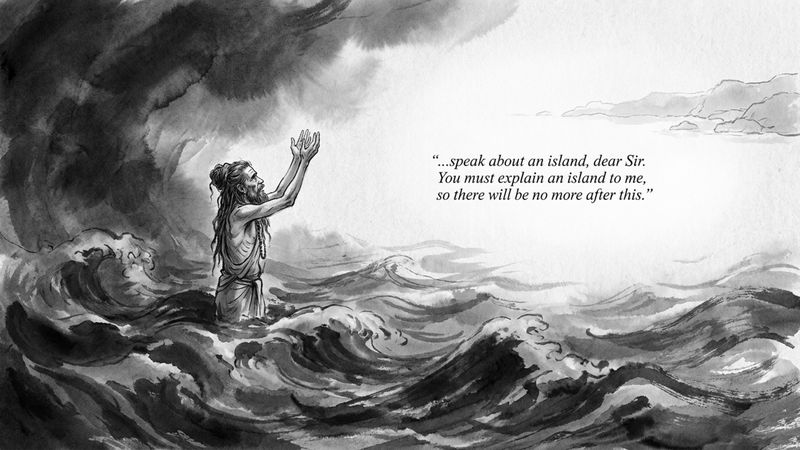 “...speak about an island, dear Sir.
You must explain an island to me,
so there will be no more after this.”